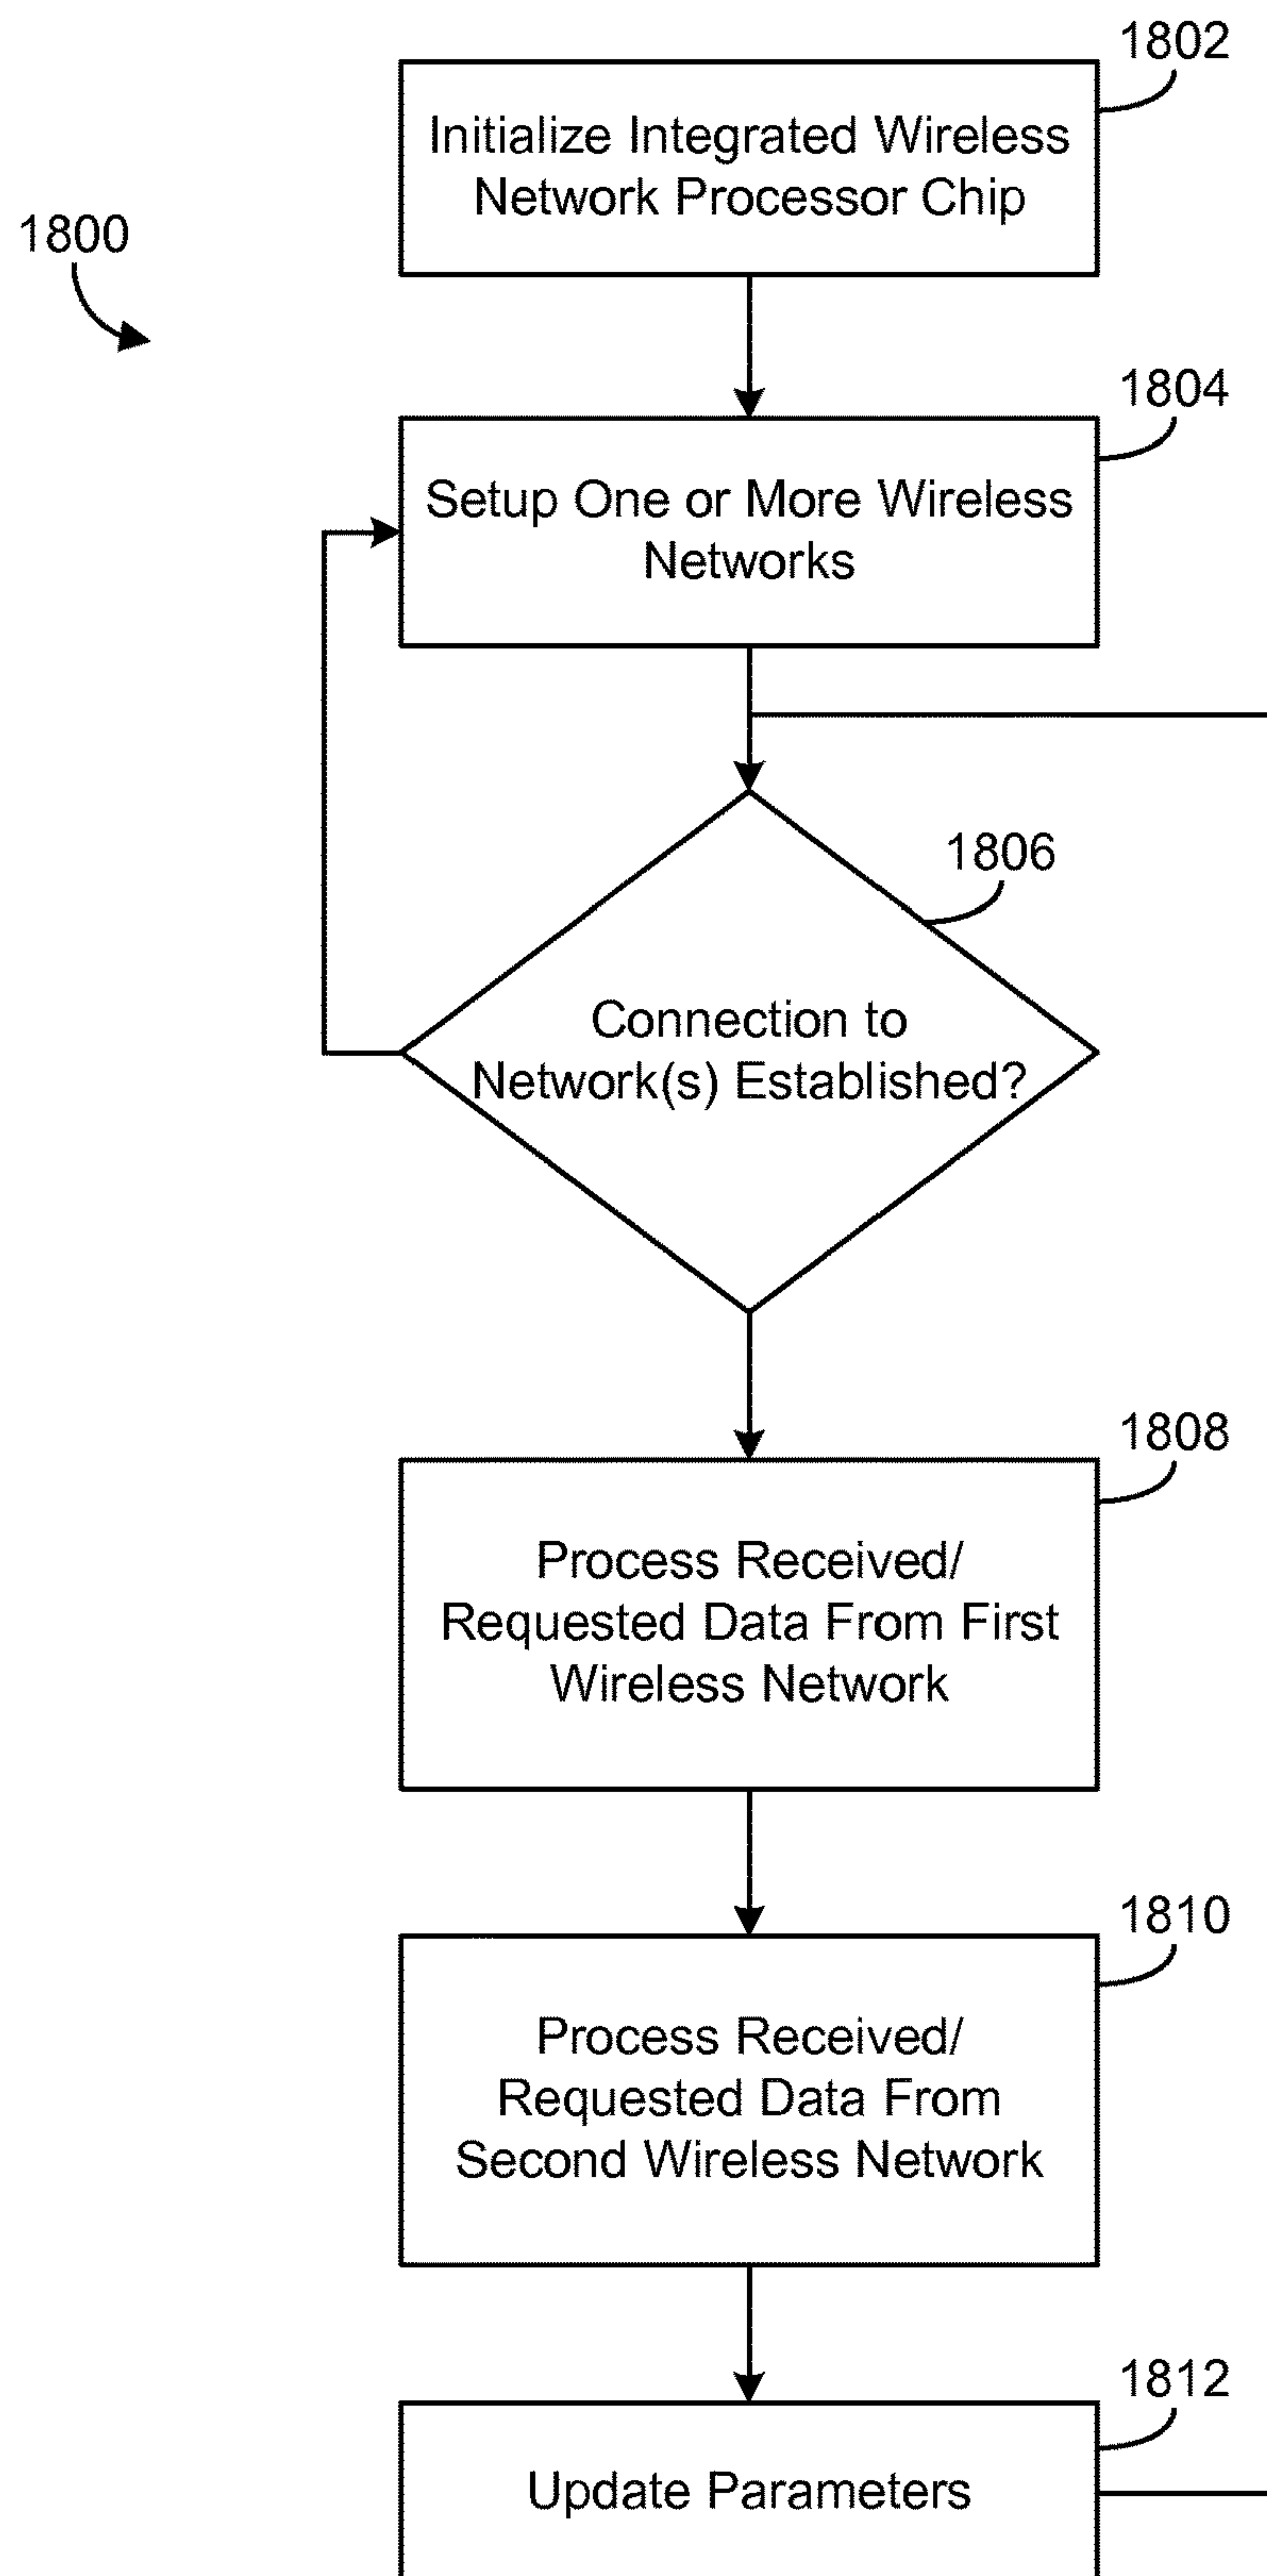 1802
Initialize Integrated Wireless
Network Processor Chip
1800
1804
Setup One or More Wireless
Networks
1806
Connection to
Network(s) Established?
1808
Process Received/
Requested Data From First
Wireless Network
1810
Process Received/
Requested Data From
Second Wireless Network
1812
Update Parameters